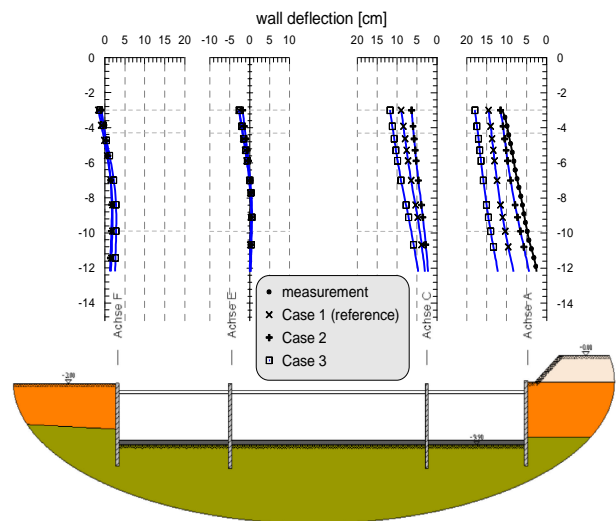 wall deflection [cm]
0 10 20
-10 -5 0 5 10
20 15 10 5 0
20 15 10 5 0
0
-2
-4
-6
-8
-10
-12
-14
0
-2
-4
-6
-8
-10
-12
-14
Achse F
Achse E
Achse C
Achse A
measurement
Case 1 (reference)
Case 2
Case 3